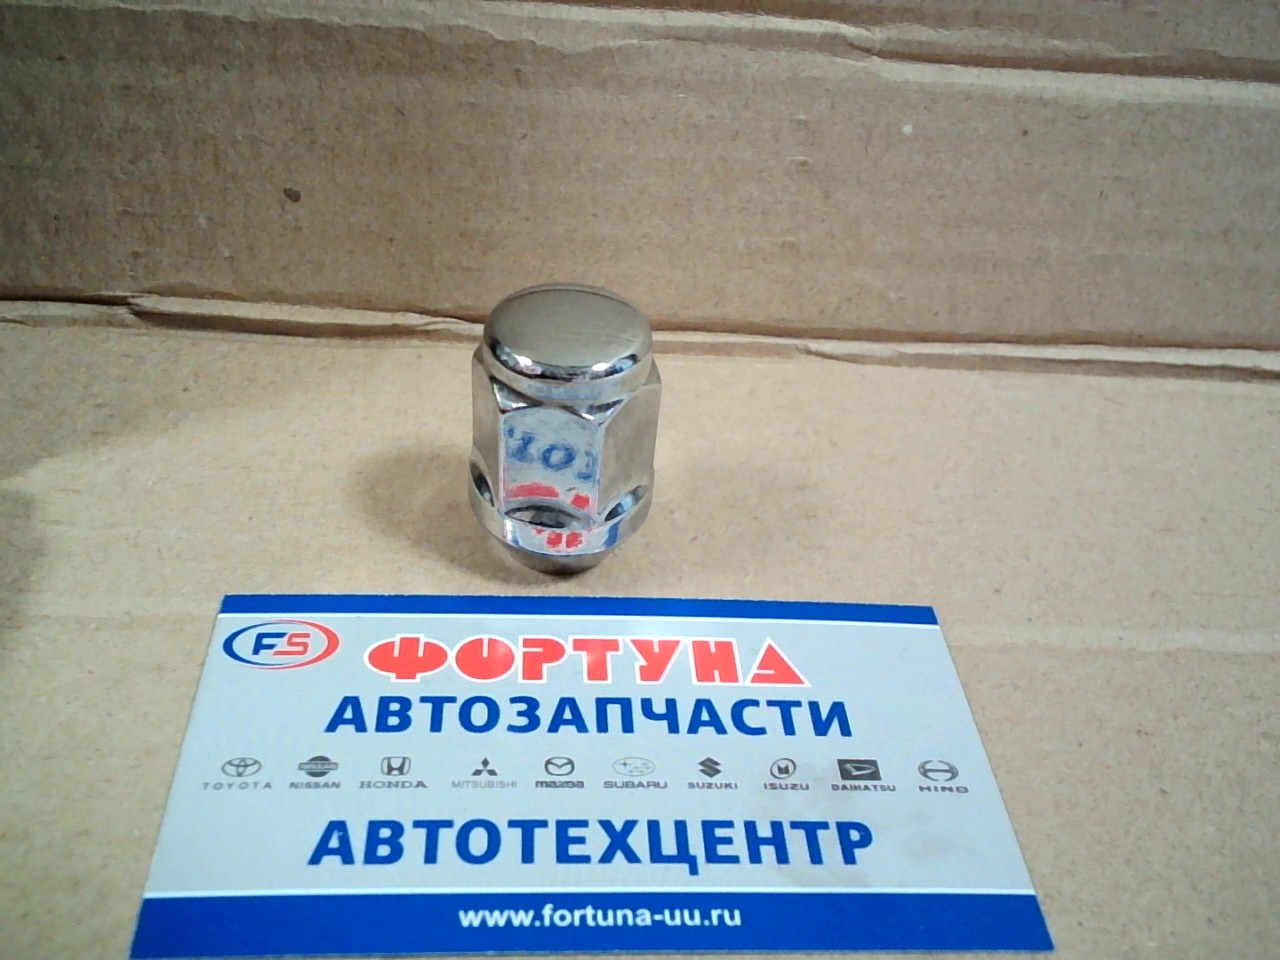 FS ФОРТУНА
АВТОЗАПЧАСТИ
TOYOTA NISSAN HONDA MITSUBISHI mazda SUBARU SUZUKI ISUZU DAIHATSU HINO
АВТОТЕХЦЕНТР
www.fortuna-uu.ru